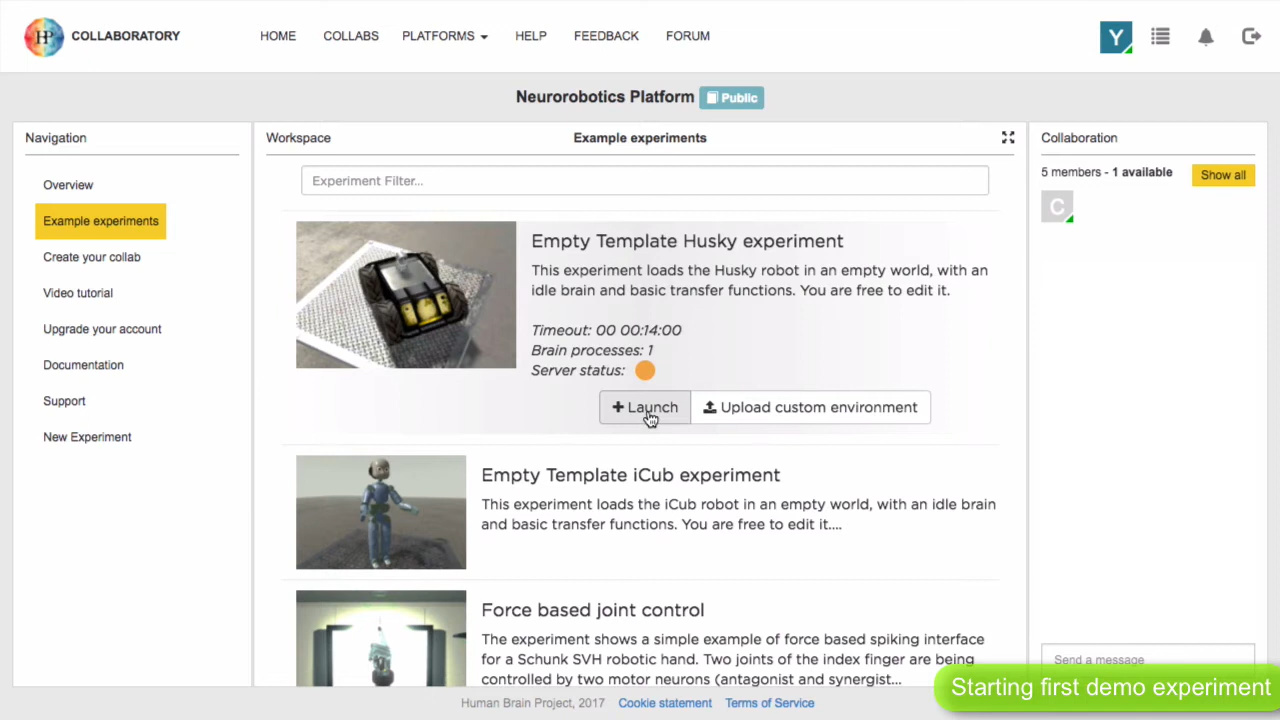 HP COLLABORATORY
HOME COLLABS PLATFORMS HELP FEEDBACK FORUM
Y
Neurorobotics Platform Public
Navigation
Overview
Example experiments
Create your collab
Video tutorial
Upgrade your account
Documentation
Support
New Experiment
Workspace Example experiments
Experiment Filter...
Empty Template Husky experiment
This experiment loads the Husky robot in an empty world, with an
idle brain and basic transfer functions. You are free to edit it.
Timeout: 00 00:14:00
Brain processes: 1
Server status:
Launch Upload custom environment
Empty Template iCub experiment
This experiment loads the iCub robot in an empty world, with an idle brain
and basic transfer functions. You are free to edit it....
Force based joint control
The experiment shows a simple example of force based spiking interface
for a Schunk SVH robotic hand. Two joints of the index finger are being
controlled by two motor neurons (antagonist and synergist...
Collaboration
5 members - 1 available Show all
C
Send a message
Starting first demo experiment
Human Brain Project, 2017 Cookie statement Terms of Service